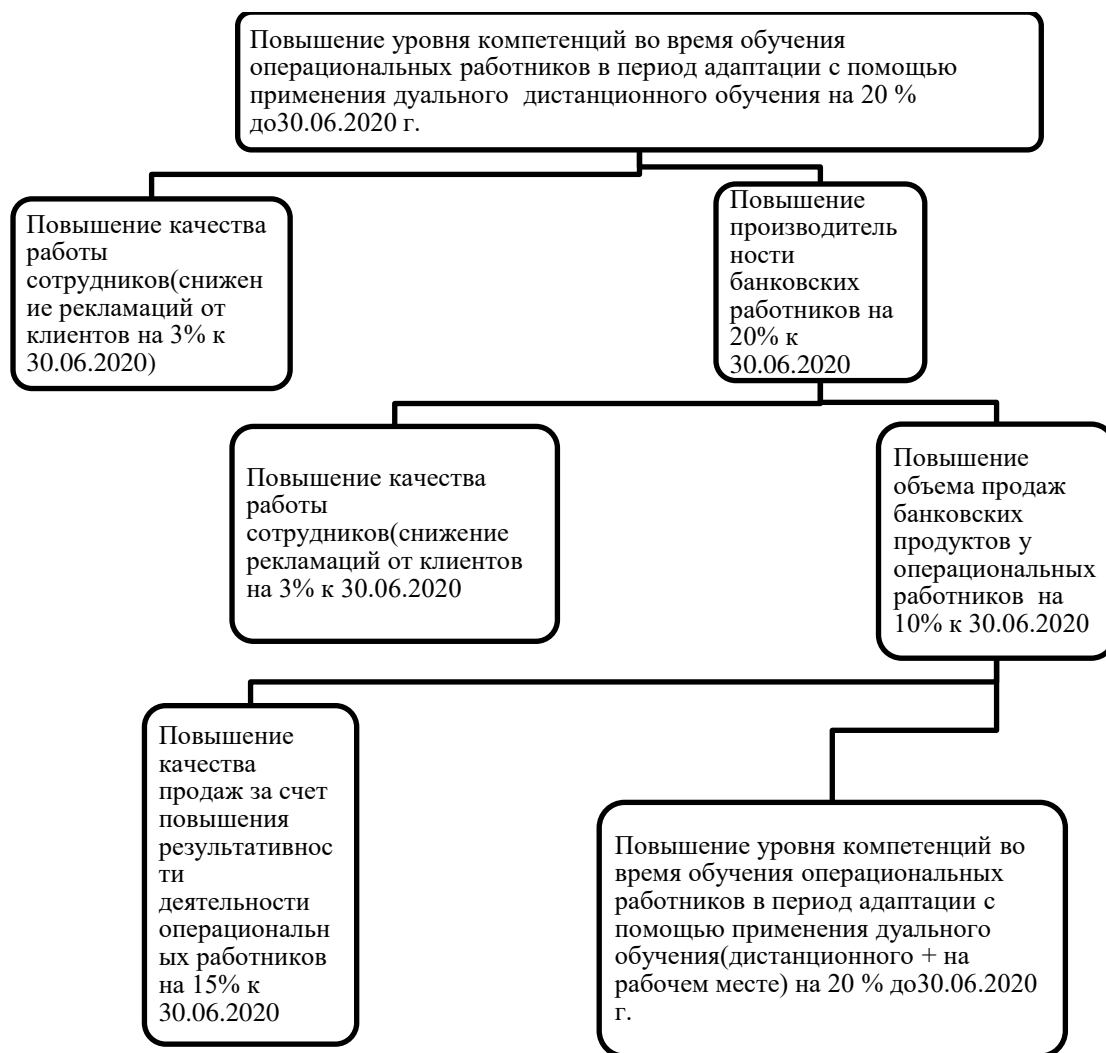 Повышение уровня компетенций во время обучения
операциональных работников в период адаптации с помощью
применения дуального  дистанционого обучения на 20 %
до30.06.2020 г.
Повышение качества
работы
сотрудников(снижен
ие рекламаций от
клиентов на 3% к
30.06.2020)
Повышение
производитель
ности
банковских
работников на
20% к
30.06.2020
Повышение качества
работы
сотрудников(снижение
рекламаций от клиентов
на 3% к 30.06.2020
Повышение
объема продаж
банковских
продуктов у
операциональных
работников  на
10% к 30.06.2020
Повышение
качества
продаж за счет
повышения
результативнос
ти
деятельности
операциональн
ых работников
на 15% к
30.06.2020
Повышение уровня компетенций во
время обучения операциональных
работников в период адаптации с
помощью применения дуального
обучения(дистанционного + на
рабочем месте) на 20 % до30.06.2020
г.